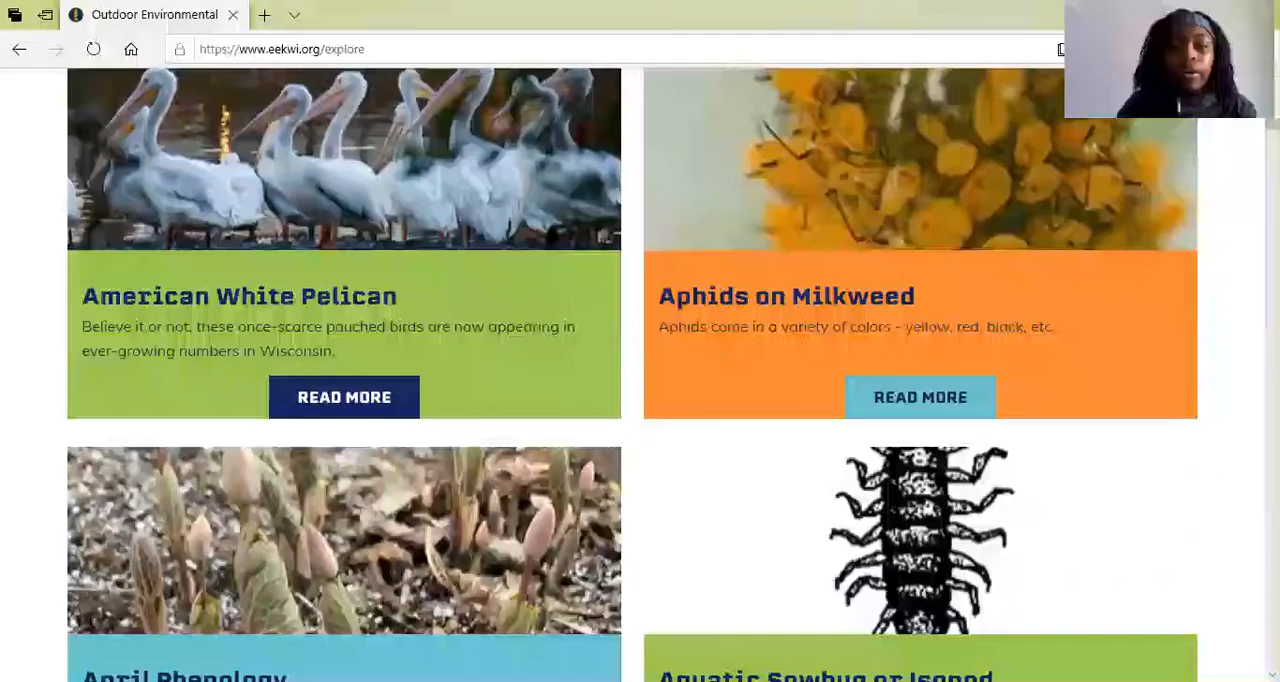 Outdoor Environmental
https://www.eekwi.org/explore
American White Pelican
Believe it or not, these once-scarce pouched birds are now appearing in
ever-growing numbers in Wisconsin.
READ MORE
Aphids on Milkweed
Aphids come in a variety of colors - yellow, red, black, etc.
READ MORE
April Phenology
Aquatic Sowbug or Isopod